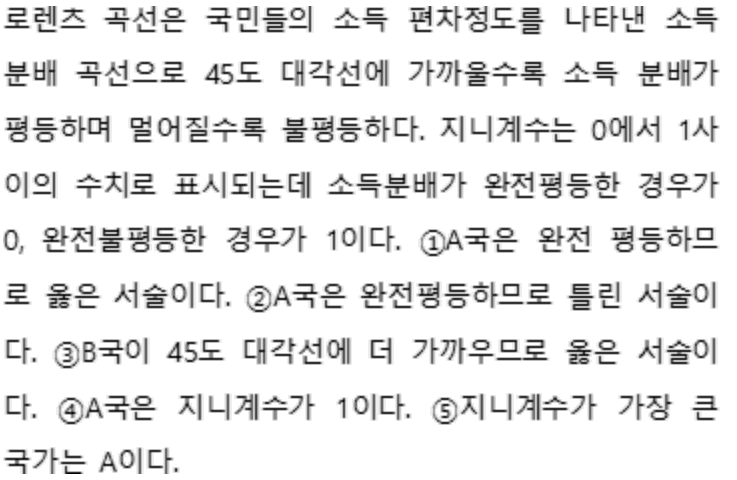 로렌츠 곡선은 국민들의 소득 편차정도를 나타낸 소득
분배 곡선으로 45도 대각선에 가까울수록 소득 분배가
평등하며 멀어질수록 불평등하다. 지니계수는 0에서 1사
이의 수치로 표시되는데 소득분배가 완전평등한 경우가
0, 완전불평등한 경우가 1이다. ①A국은 완전 평등하므
로 옳은 서술이다. ②A국은 완전평등하므로 틀린 서술이
다. ③B국이 45도 대각선에 더 가까우므로 옳은 서술이
다. ④A국은 지니계수가 1이다. ⑤지니계수가 가장 큰
국가는 A이다.